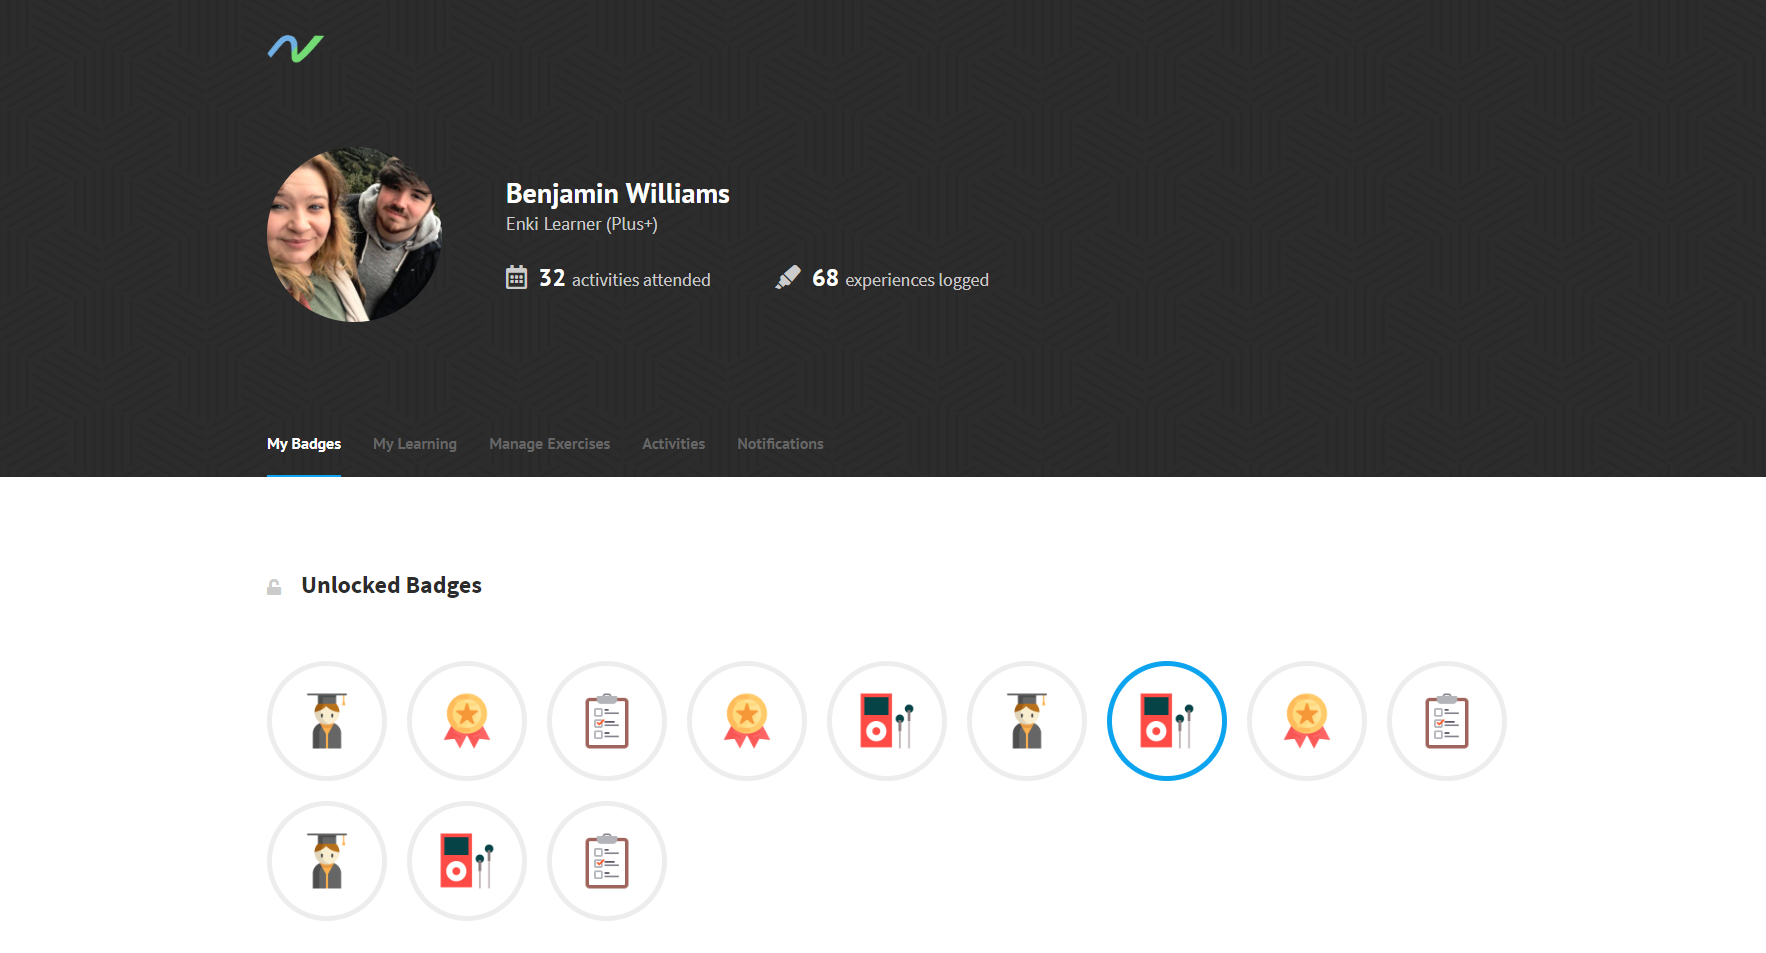 Benjamin Williams
Enki Learner (Plus+)
32 activities attended
68 experiences logged
My Badges My Learning Manage Exercises Activities Notifications
Unlocked Badges